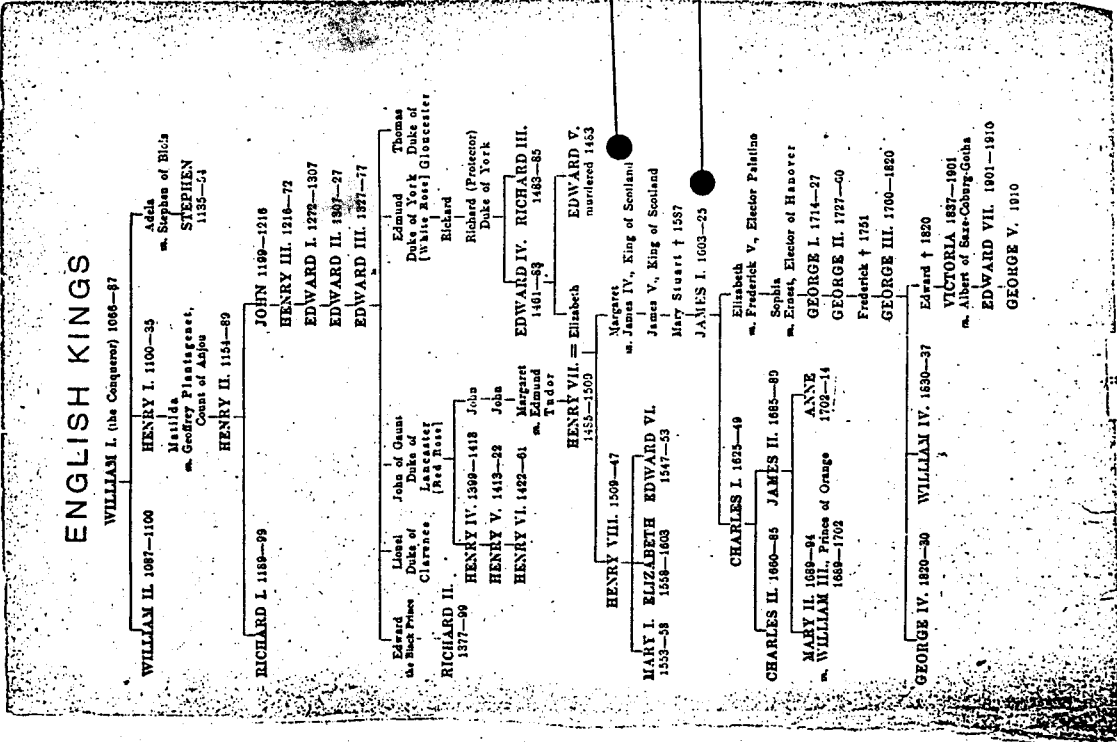 ENGLISH KINGS
WILLIAM I. (the Conqueror) 1066—87
WILLIAM II. 1087—1100
HENRY I. 1100—35
Adela
m. Stephen of Blois
Matilda
m. Geoffrey Plantagenet,
Count of Anjou
STEPHEN
1135—54
HENRY II. 1154—89
RICHARD I. 1189—99
JOHN 1199—1216
HENRY III. 1216—72
EDWARD I. 1272—1307
EDWARD II. 1307—27
EDWARD III. 1327—77
Edward
the Black Prince
Lionel
Duke of
Clarence
John of Gaunt
Duke of
Lancaster
[Red Rose]
Edmund
Duke of York
[White Rose]
Thomas
Duke of
Gloucester
RICHARD II.
1377—99
HENRY IV. 1399—1413
John
Richard
HENRY V. 1413—22
John
Richard (Protector)
Duke of York
HENRY VI. 1422—61
Margaret
m. Edmund
Tudor
EDWARD IV.
1461—83
RICHARD III.
1483—85
HENRY VII. = Elizabeth
1485—1509
EDWARD V.
murdered 1483
HENRY VIII. 1509—47
Margaret
m. James IV., King of Scotland
MARY I.
1553—58
ELIZABETH
1558—1603
EDWARD VI.
1547—53
James V., King of Scotland
Mary Stuart † 1587
JAMES I. 1603—25
CHARLES I. 1625—49
Elizabeth
m. Frederick V., Elector Palatine
CHARLES II. 1660—85
JAMES II. 1685—89
Sophia
m. Ernest, Elector of Hanover
MARY II. 1689—94
m. WILLIAM III., Prince of Orange
1689—1702
ANNE
1702—14
GEORGE I. 1714—27
GEORGE II. 1727—60
Frederick † 1751
GEORGE III. 1760—1820
GEORGE IV. 1820—30
WILLIAM IV. 1830—37
Edward † 1820
VICTORIA 1837—1901
m. Albert of Saxe-Coburg-Gotha
EDWARD VII. 1901—1910
GEORGE V. 1910